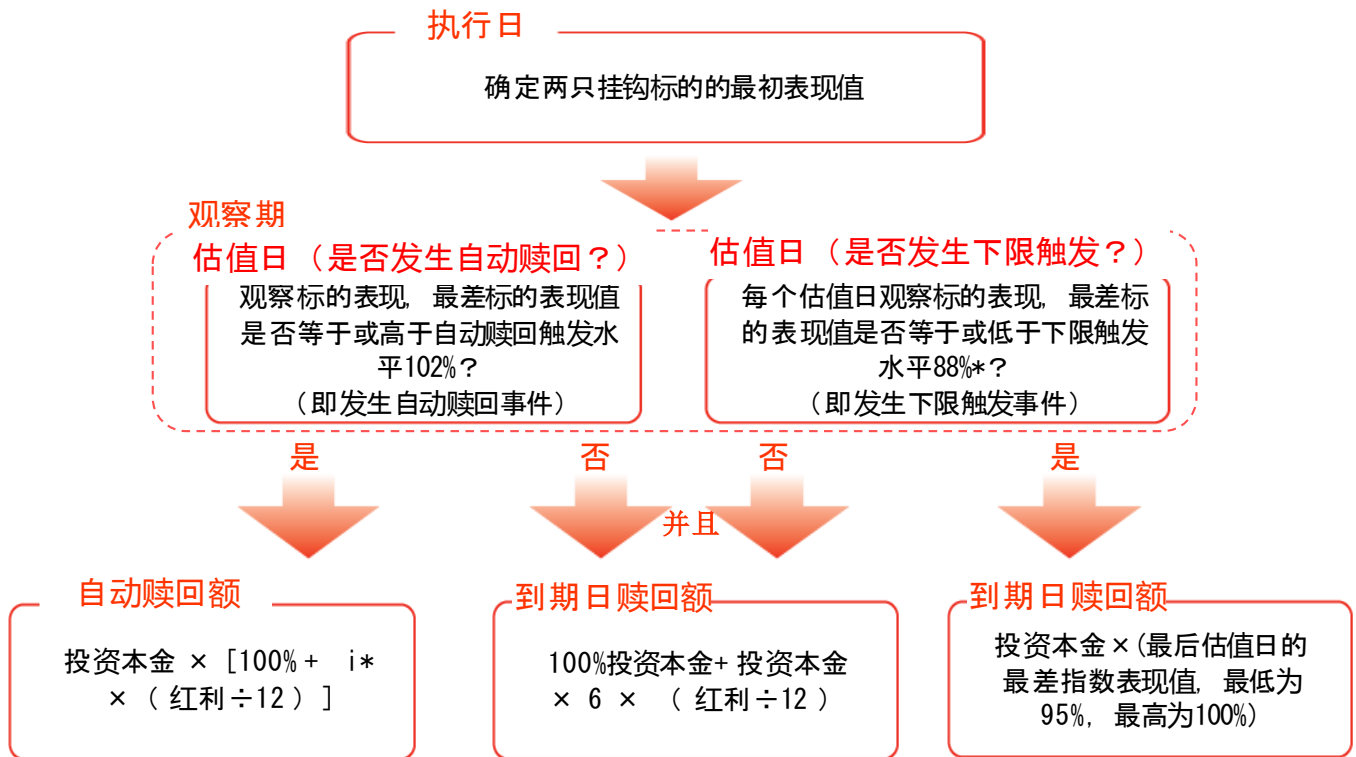 执行日
确定两只挂钩标的的最初表现值
观察期
估值日（是否发生自动赎回？）
观察标的表现, 最差标的表现值
是否等于或高于自动赎回触发水
平102%？
（即发生自动赎回事件）
估值日（是否发生下限触发？）
每个估值日观察标的表现, 最差标
的表现值是否等于或低于下限触发
水平88%*？
（即发生下限触发事件）
是
否
否
是
并且
自动赎回额
投资本金 × [100%+ i*
×（红利÷12）]
到期日赎回额
100%投资本金+投资本金
× 6 × （红利÷12）
到期日赎回额
投资本金×(最后估值日的
最差指数表现值, 最低为
95%, 最高为100%)